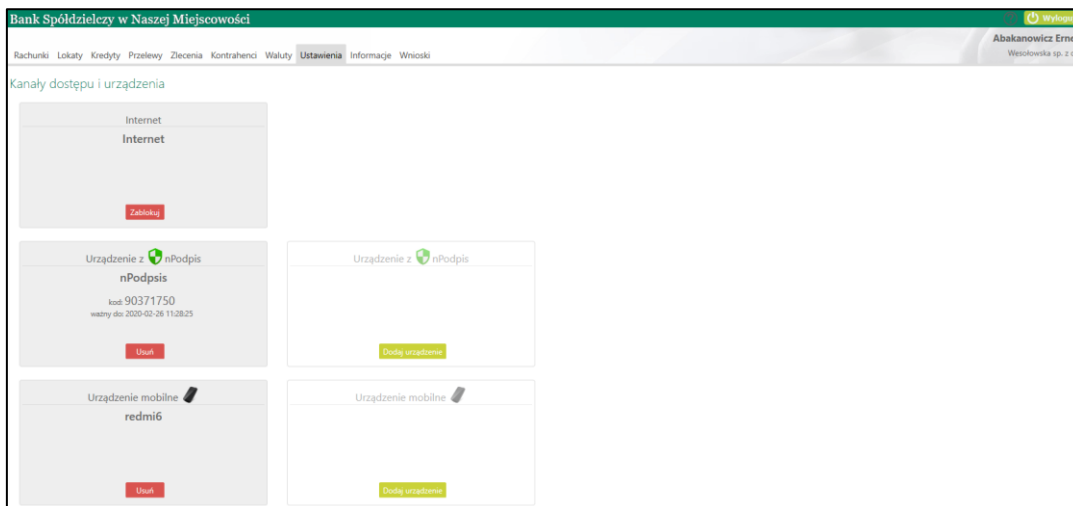 Bank Spółdzielczy w Naszej Miejscowości
Wylogu
Abakanowicz Erne
Wesołowska sp. z o
Rachunki Lokaty Kredyty Przelewy Zlecenia Kontrahenci Waluty Ustawienia Informacje Wnioski
Kanały dostępu i urządzenia
Internet
Internet
Zablokuj
Urządzenie z nPodpis
nPodpsis
kod: 90371750
ważny do: 2020-02-26 11:28:25
Usuń
Urządzenie z nPodpis
Dodaj urządzenie
Urządzenie mobilne
redmi6
Usuń
Urządzenie mobilne
Dodaj urządzenie